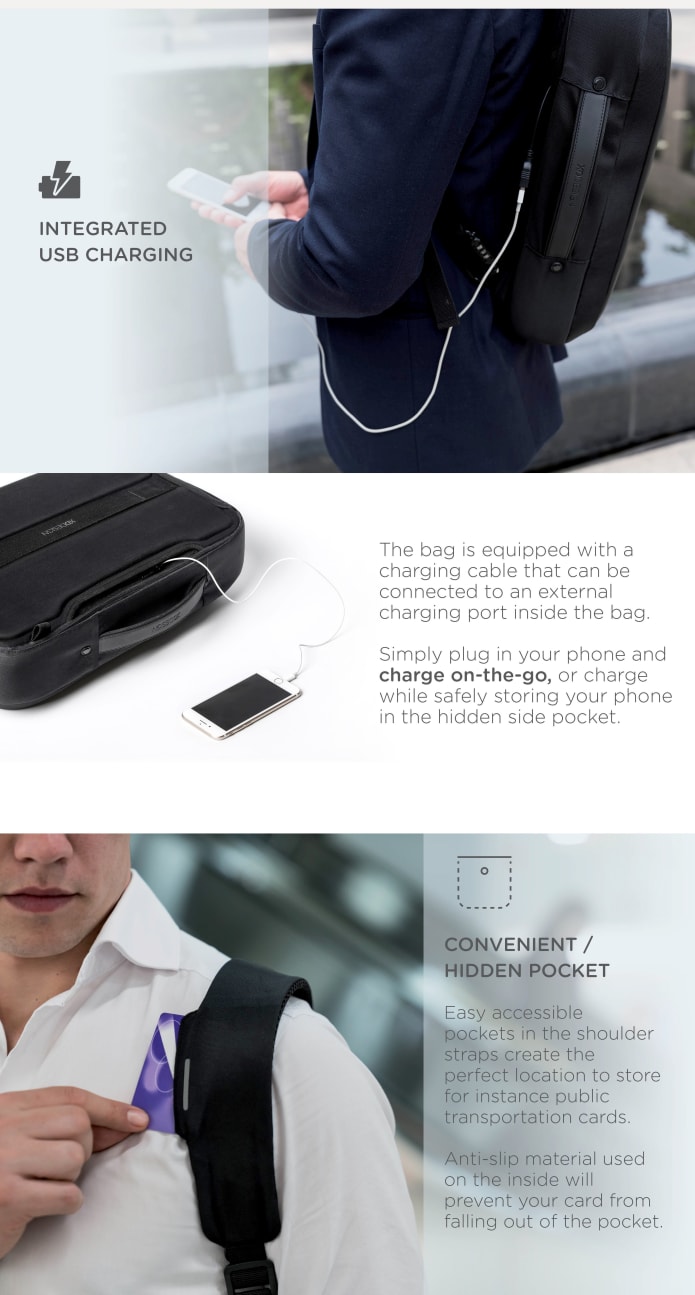 INTEGRATED
USB CHARGING
XDDESIGN
The bag is equipped with a
charging cable that can be
connected to an external
charging port inside the bag.
Simply plug in your phone and
charge on-the-go, or charge
while safely storing your phone
in the hidden side pocket.
CONVENIENT /
HIDDEN POCKET
Easy accessible
pockets in the shoulder
straps create the
perfect location to store
for instance public
transportation cards.
Anti-slip material used
on the inside will
prevent your card from
falling out of the pocket.